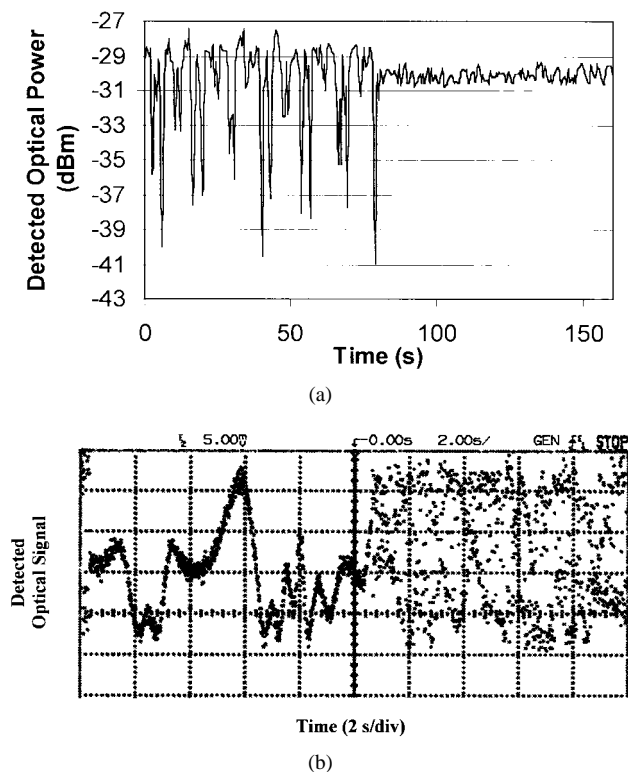 -27
-29
-31
-33
-35
-37
-39
-41
-43
Detected Optical Power
(dBm)
0 50 100 150
Time (s)
(a)
5.00V -0.00s 2.00s/ GEN STOP
Detected
Optical Signal
Time (2 s/div)
(b)